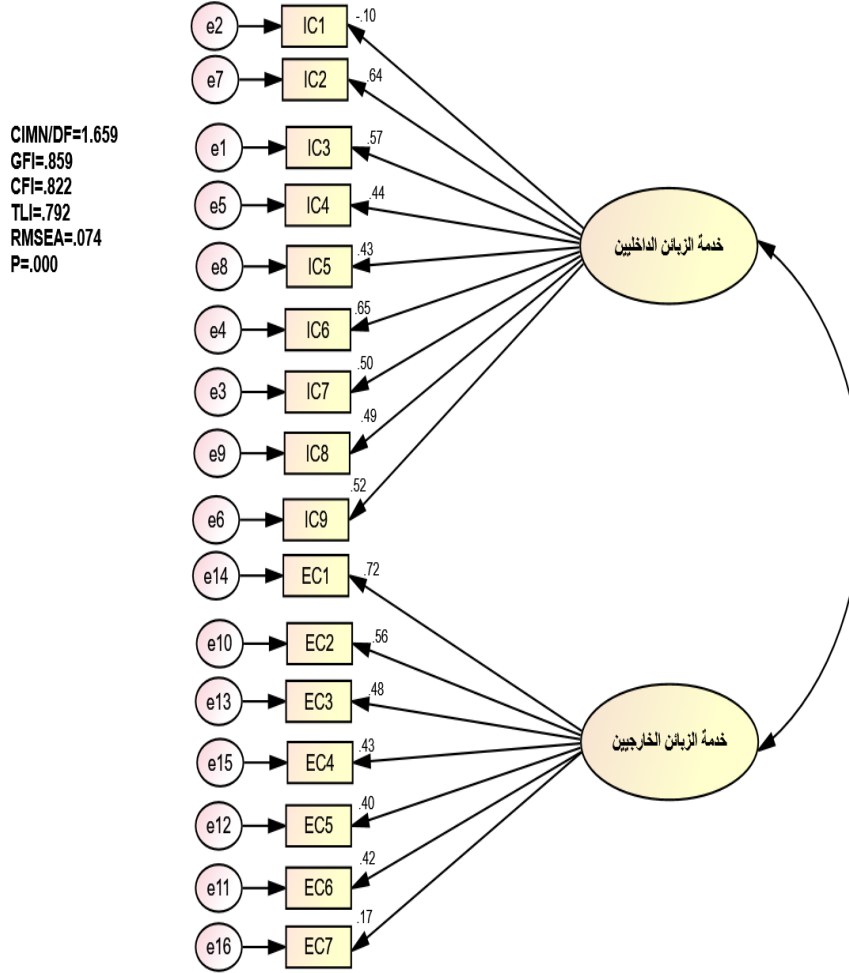 e2 IC1 -.10
e7 IC2 .64
CIMN/DF=1.659
GFI=.859
CFI=.822
TLI=.792
RMSEA=.074
P=.000
e1 IC3 .57
e5 IC4 .44
خدمة الزبائن الداخليين
e8 IC5 .43
e4 IC6 .65
e3 IC7 .50
e9 IC8 .49
e6 IC9 .52
e14 EC1 .72
e10 EC2 .56
e13 EC3 .48
خدمة الزبائن الخارجيين
e15 EC4 .43
e12 EC5 .40
e11 EC6 .42
e16 EC7 .17